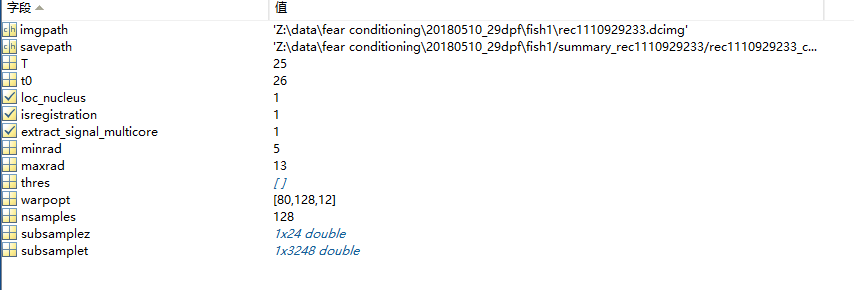 字段 值
imgpath 'Z:\data\fear conditioning\20180510_29dpf\fish1\rec1110929233.dcimg'
savepath 'Z:\data\fear conditioning\20180510_29dpf\fish1/summary_rec1110929233/rec1110929233_c...
T 25
t0 26
loc_nucleus 1
isregistration 1
extract_signal_multicore 1
minrad 5
maxrad 13
thres []
warpopt [80,128,12]
nsamples 128
subsamplez 1x24 double
subsamplet 1x3248 double